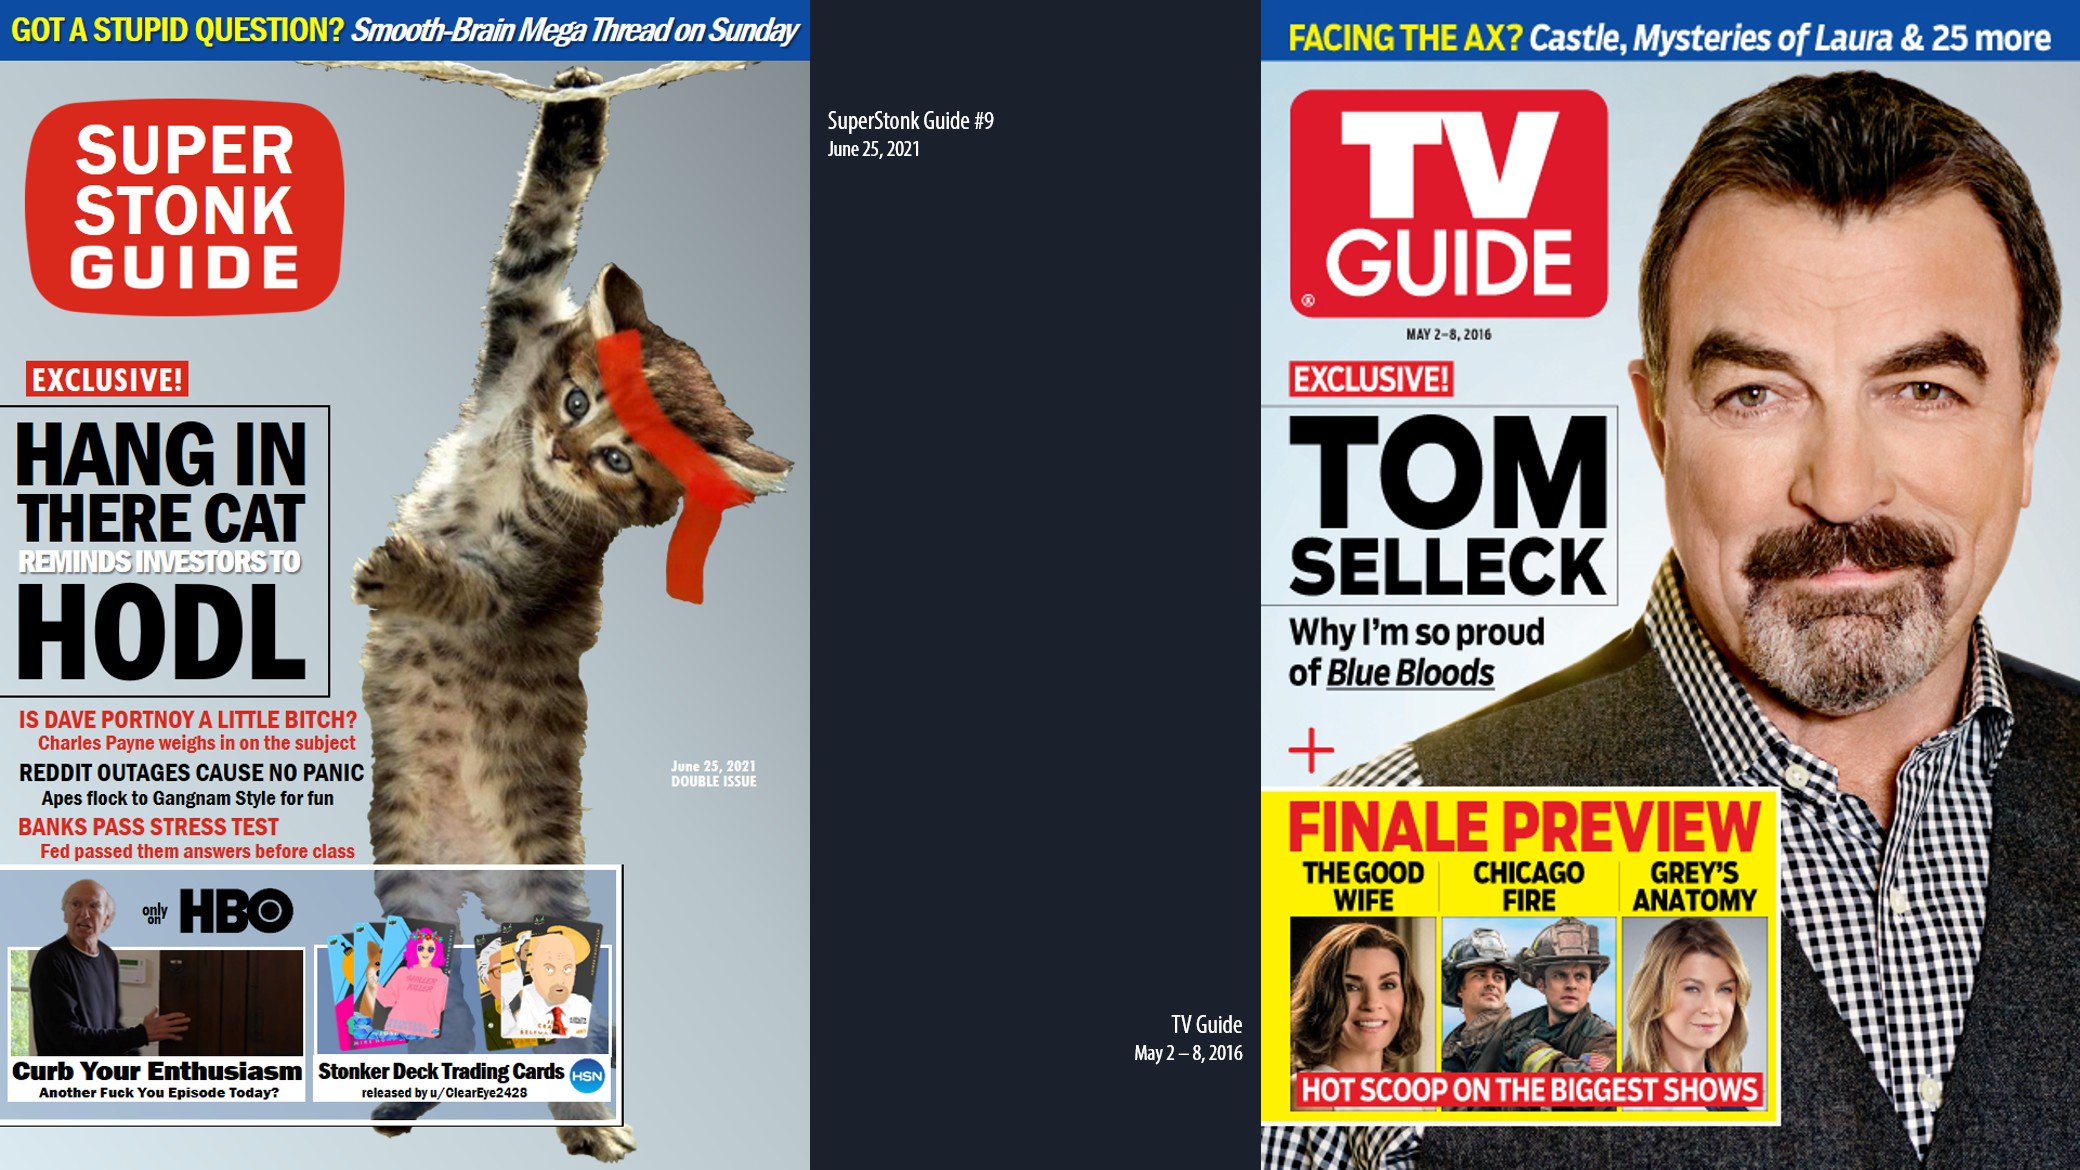 GOT A STUPID QUESTION? Smooth-Brain Mega Thread on Sunday
SUPER
STONK
GUIDE
EXCLUSIVE!
HANG IN
THERE CAT
REMINDS INVESTORS TO
HODL
IS DAVE PORTNOY A LITTLE BITCH?
Charles Payne weighs in on the subject
REDDIT OUTAGES CAUSE NO PANIC
Apes flock to Gangnam Style for fun
BANKS PASS STRESS TEST
Fed passed them answers before class
June 25, 2021
DOUBLE ISSUE
only
on
HBO
Curb Your Enthusiasm
Another Fuck You Episode Today?
Stonker Deck Trading Cards
released by u/ClearEye2428
HSN
SuperStonk Guide #9
June 25, 2021
TV Guide
May 2 – 8, 2016
FACING THE AX? Castle, Mysteries of Laura & 25 more
TV
GUIDE
®
MAY 2–8, 2016
EXCLUSIVE!
TOM
SELLECK
Why I'm so proud
of Blue Bloods
+
FINALE PREVIEW
THE GOOD
WIFE
CHICAGO
FIRE
GREY'S
ANATOMY
HOT SCOOP ON THE BIGGEST SHOWS